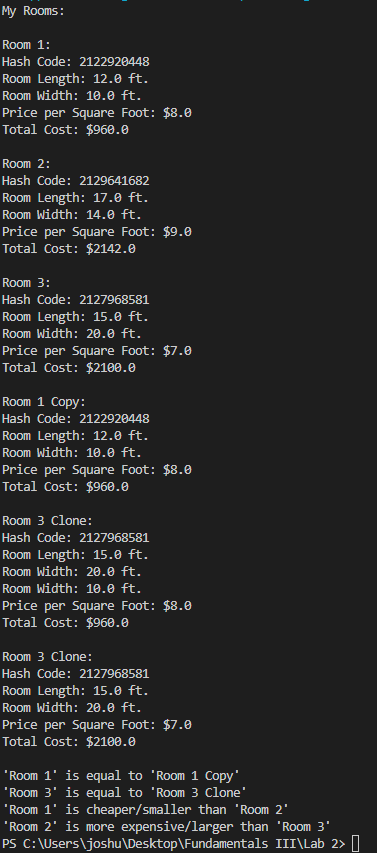 My Rooms:
Room 1:
Hash Code: 2122920448
Room Length: 12.0 ft.
Room Width: 10.0 ft.
Price per Square Foot: $8.0
Total Cost: $960.0
Room 2:
Hash Code: 2129641682
Room Length: 17.0 ft.
Room Width: 14.0 ft.
Price per Square Foot: $9.0
Total Cost: $2142.0
Room 3:
Hash Code: 2127968581
Room Length: 15.0 ft.
Room Width: 20.0 ft.
Price per Square Foot: $7.0
Total Cost: $2100.0
Room 1 Copy:
Hash Code: 2122920448
Room Length: 12.0 ft.
Room Width: 10.0 ft.
Price per Square Foot: $8.0
Total Cost: $960.0
Room 3 Clone:
Hash Code: 2127968581
Room Length: 15.0 ft.
Room Width: 20.0 ft.
Room Width: 10.0 ft.
Price per Square Foot: $8.0
Total Cost: $960.0
Room 3 Clone:
Hash Code: 2127968581
Room Length: 15.0 ft.
Room Width: 20.0 ft.
Price per Square Foot: $7.0
Total Cost: $2100.0
'Room 1' is equal to 'Room 1 Copy'
'Room 3' is equal to 'Room 3 Clone'
'Room 1' is cheaper/smaller than 'Room 2'
'Room 2' is more expensive/larger than 'Room 3'
PS C:\Users\joshu\Desktop\Fundamentals III\Lab 2>